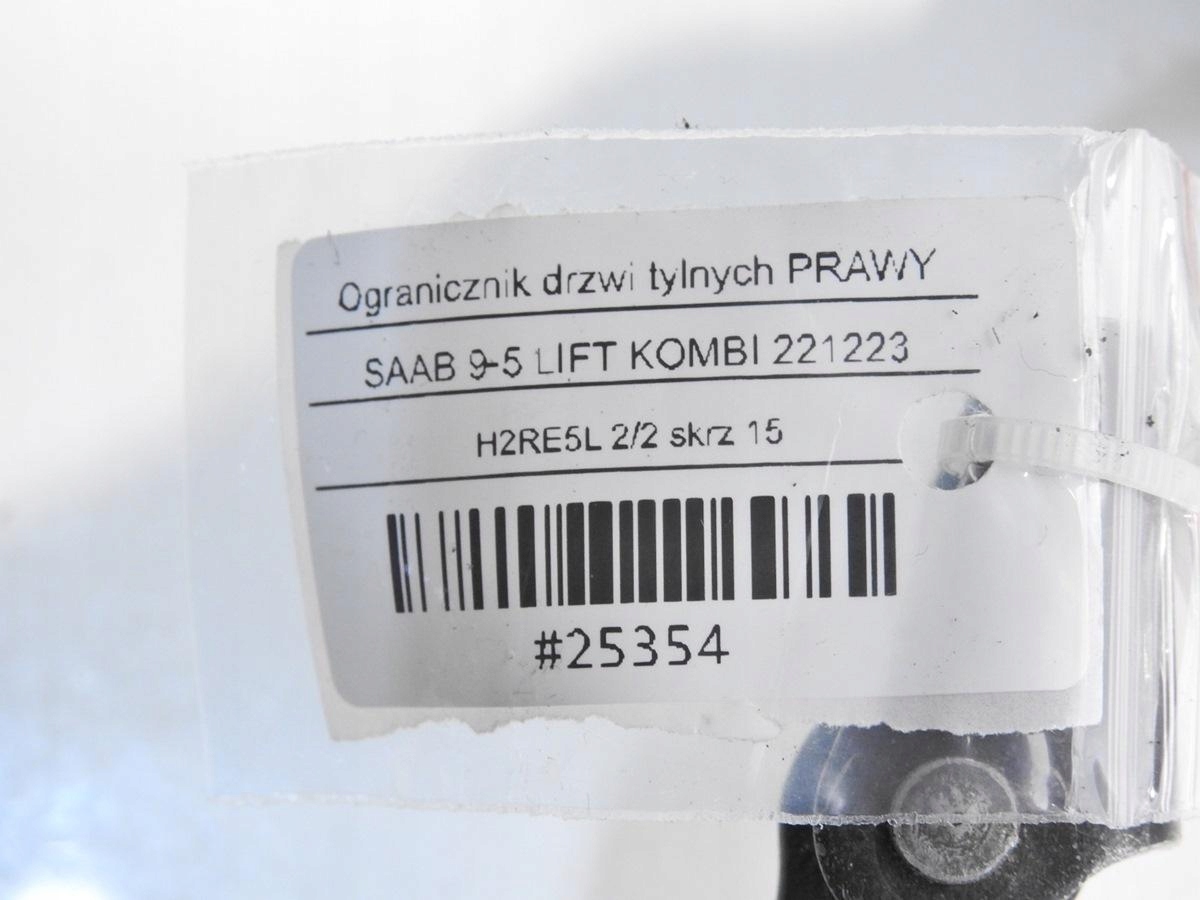 Ogranicznik drzwi tylnych PRAWY
SAAB 9-5 LIFT KOMBI 221223
H2RE5L 2/2 skrz 15
#25354